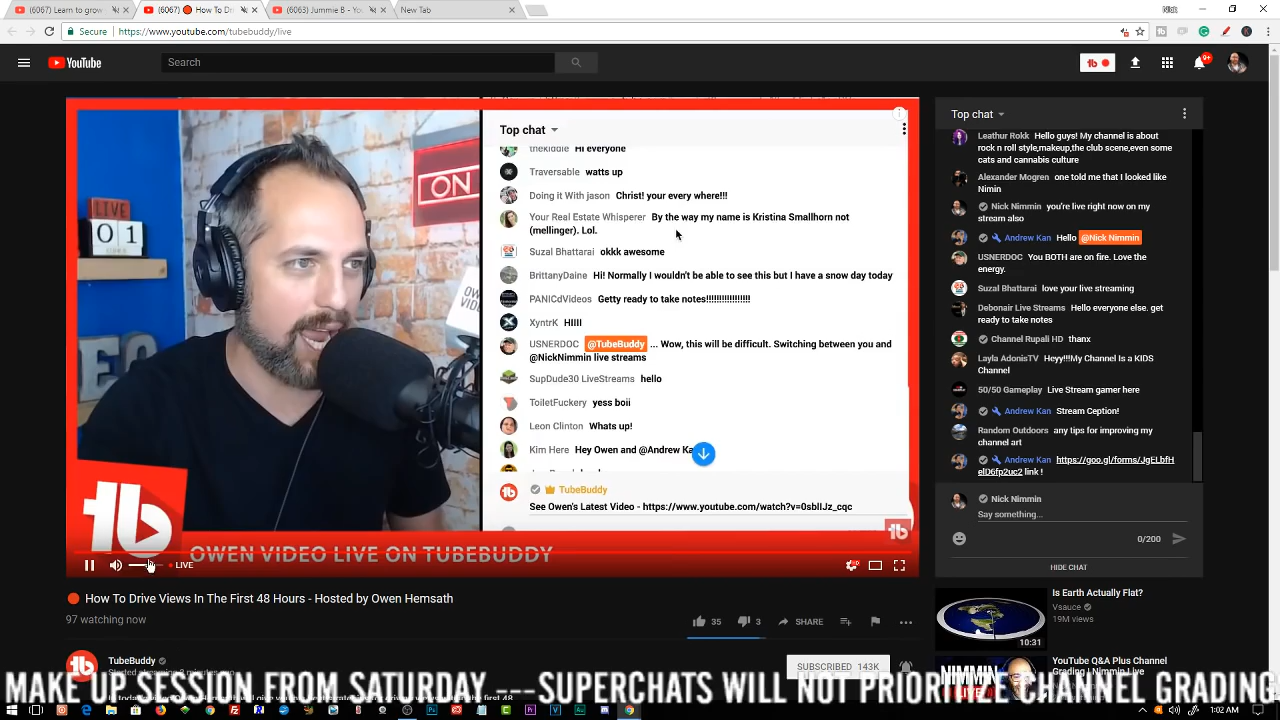 (6067) Learn to grow
(6067) 🔴 How To Dri
(6063) Jummie B - You
New Tab
Nick
Secure
https://www.youtube.com/tubebuddy/live
YouTube
Search
9+
LIVE
01
ON
Top chat
thekiddie Hi everyone
Traversable watts up
Doing it With jason Christ! your every where!!!
Your Real Estate Whisperer By the way my name is Kristina Smallhorn not
(mellinger). Lol.
Suzal Bhattarai okkk awesome
BrittanyDaine Hi! Normally I wouldn't be able to see this but I have a snow day today
PANICdVideos Getty ready to take notes!!!!!!!!!!!!!!!!!
XyntrK HIIII
USNERDOC @TubeBuddy ... Wow, this will be difficult. Switching between you and
@NickNimmin live streams
SupDude30 LiveStreams hello
ToiletFuckery yess boii
Leon Clinton Whats up!
Kim Here Hey Owen and @Andrew Ka
TubeBuddy
See Owen's Latest Video - https://www.youtube.com/watch?v=0sblIJz_cqc
tb
OWEN VIDEO LIVE ON TUBEBUDDY
LIVE
How To Drive Views In The First 48 Hours - Hosted by Owen Hemsath
97 watching now
35
3
SHARE
TubeBuddy
SUBSCRIBED 143K
Top chat
Leathur Rokk Hello guys! My channel is about
rock n roll style,makeup,the club scene,even some
cats and cannabis culture
Alexander Mogren one told me that I looked like
Nimin
Nick Nimmin you're live right now on my
stream also
Andrew Kan Hello @Nick Nimmin
USNERDOC You BOTH are on fire. Love the
energy.
Suzal Bhattarai love your live streaming
Debonair Live Streams Hello everyone else. get
ready to take notes
Channel Rupali HD thanx
Layla AdonisTV Heyy!!!My Channel Is a KIDS
Channel
50/50 Gameplay Live Stream gamer here
Andrew Kan Stream Ception!
Random Outdoors any tips for improving my
channel art
Andrew Kan https://goo.gl/forms/JgELbfH
elD6fp2uc2 link !
Nick Nimmin
Say something...
0/200
HIDE CHAT
Is Earth Actually Flat?
Vsauce
19M views
10:31
YouTube Q&A Plus Channel
Grading | Nimmin Live
NIMMIN
LIVE
MAKE UP STREAM FRIM SATURDAY ---SUPERCHATS WILL NOT PRIORITIZE CHANNEL GRADING
1:02 AM